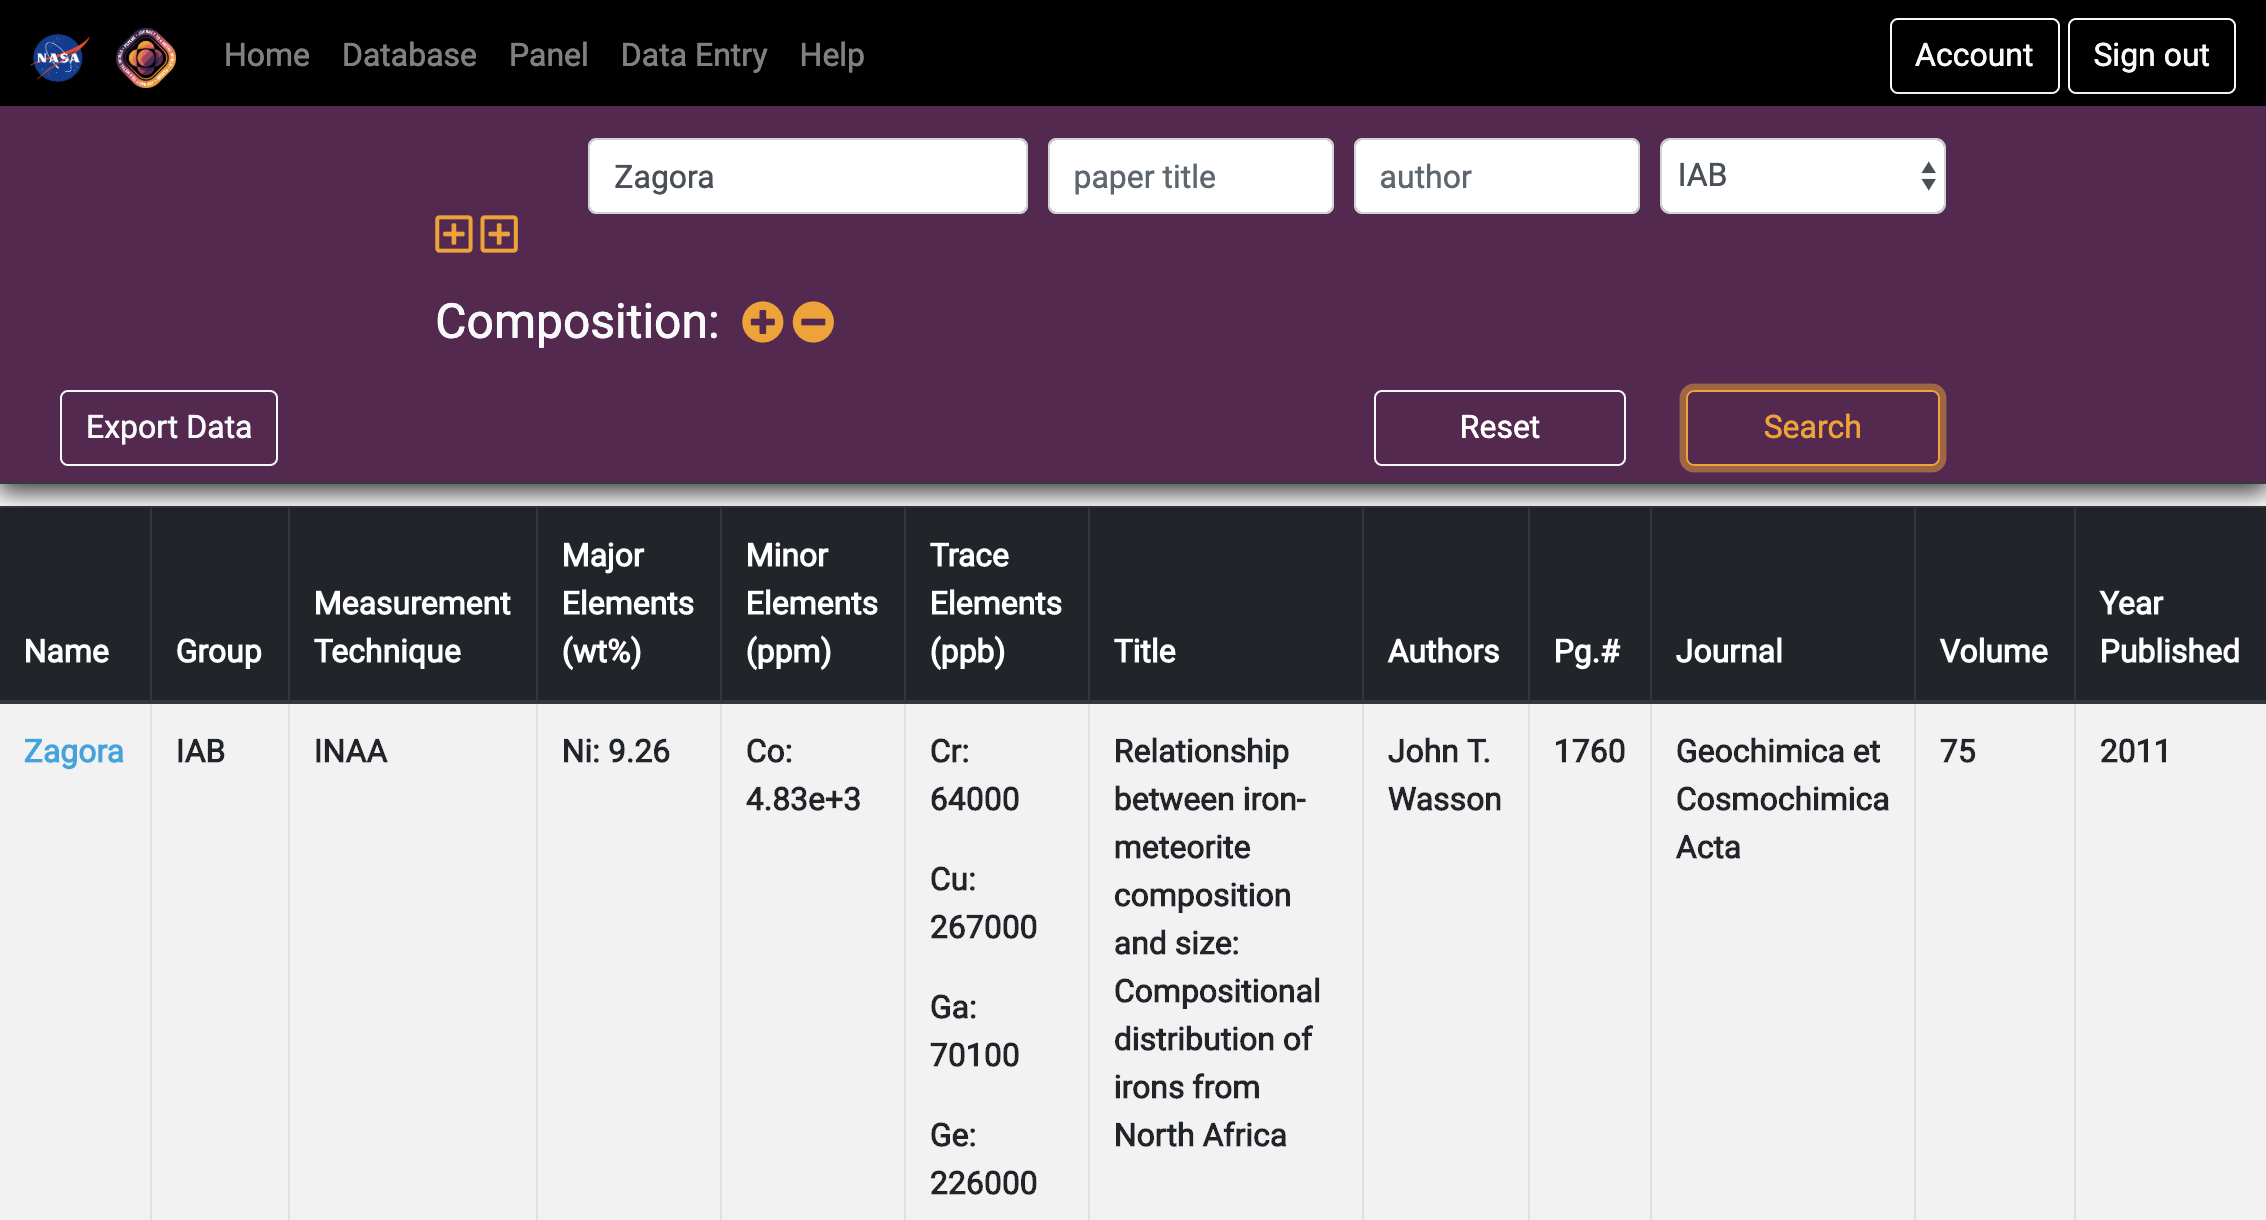 NASA
Home Database Panel Data Entry Help
Account Sign out
Zagora paper title author IAB
Composition:
Export Data Reset Search
Name
Group
Measurement
Technique
Major
Elements
(wt%)
Minor
Elements
(ppm)
Trace
Elements
(ppb)
Title
Authors
Pg.#
Journal
Volume
Year
Published
Zagora
IAB
INAA
Ni: 9.26
Co:
4.83e+3
Cr:
64000
Cu:
267000
Ga:
70100
Ge:
226000
Relationship
between iron-
meteorite
composition
and size:
Compositional
distribution of
irons from
North Africa
John T.
Wasson
1760
Geochimica et
Cosmochimica
Acta
75
2011